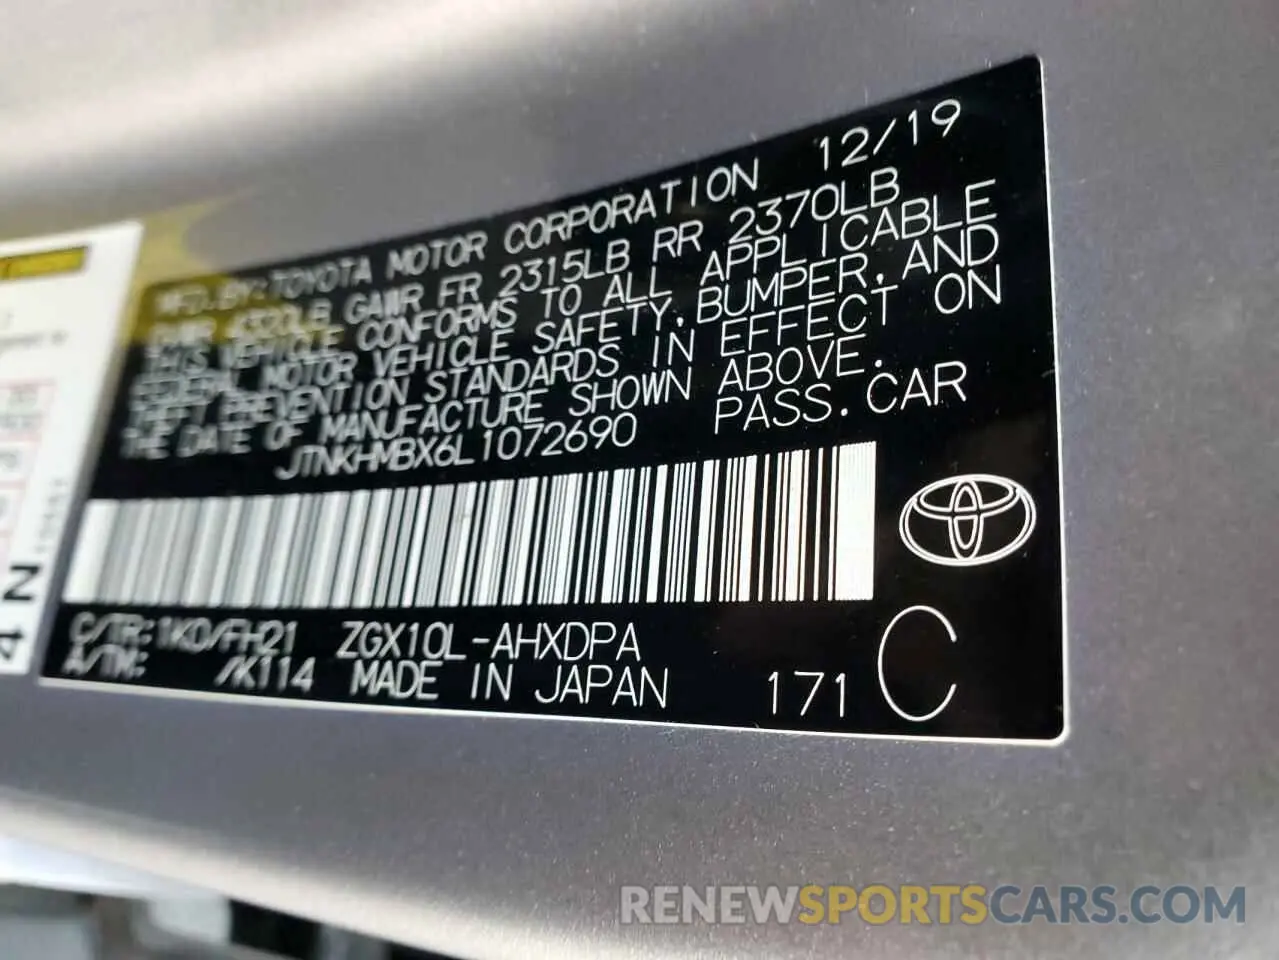 MFD. BY: TOYOTA MOTOR CORPORATION 12/19
GVWR 4320LB GAWR FR 2315LB RR 2370LB
THIS VEHICLE CONFORMS TO ALL APPLICABLE
FEDERAL MOTOR VEHICLE SAFETY, BUMPER, AND
THEFT PREVENTION STANDARDS IN EFFECT ON
THE DATE OF MANUFACTURE SHOWN ABOVE.
JTNKHMBX6L1072690 PASS. CAR
C/TR: 1K0/FH21 ZGX10L-AHXDPA
A/TM: /K114 MADE IN JAPAN 171 C
4 N
RENEWSPORTSCARS.COM